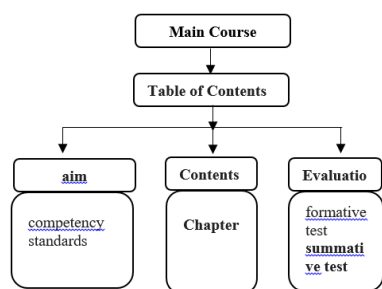 Main Course
Table of Contents
aim
Contents
Evaluatio
competency
standards
Chapter
formative
test
summati
ve test